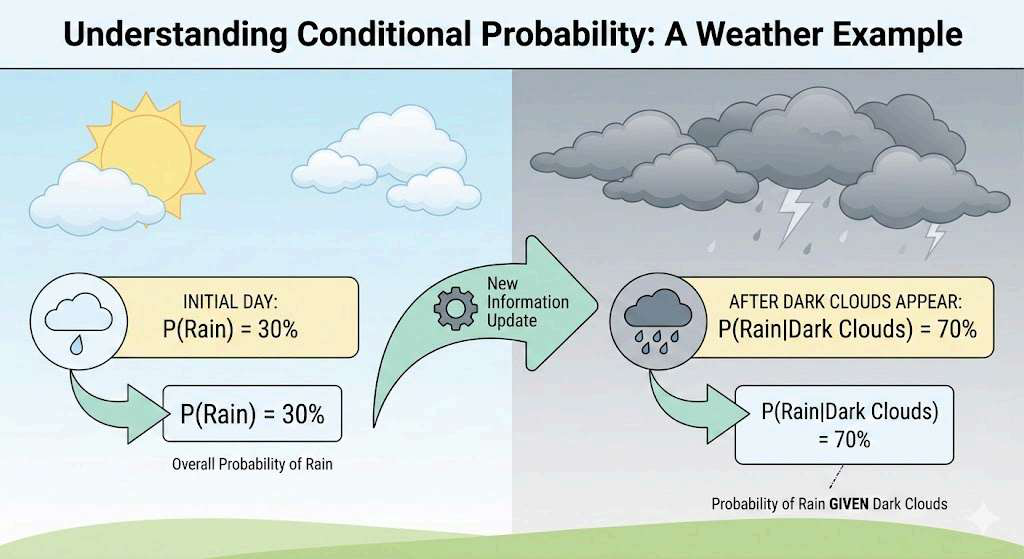 Understanding Conditional Probability: A Weather Example
INITIAL DAY:
P(Rain) = 30%
P(Rain) = 30%
Overall Probability of Rain
New
Information
Update
AFTER DARK CLOUDS APPEAR:
P(Rain|Dark Clouds) = 70%
P(Rain|Dark Clouds)
= 70%
Probability of Rain GIVEN Dark Clouds